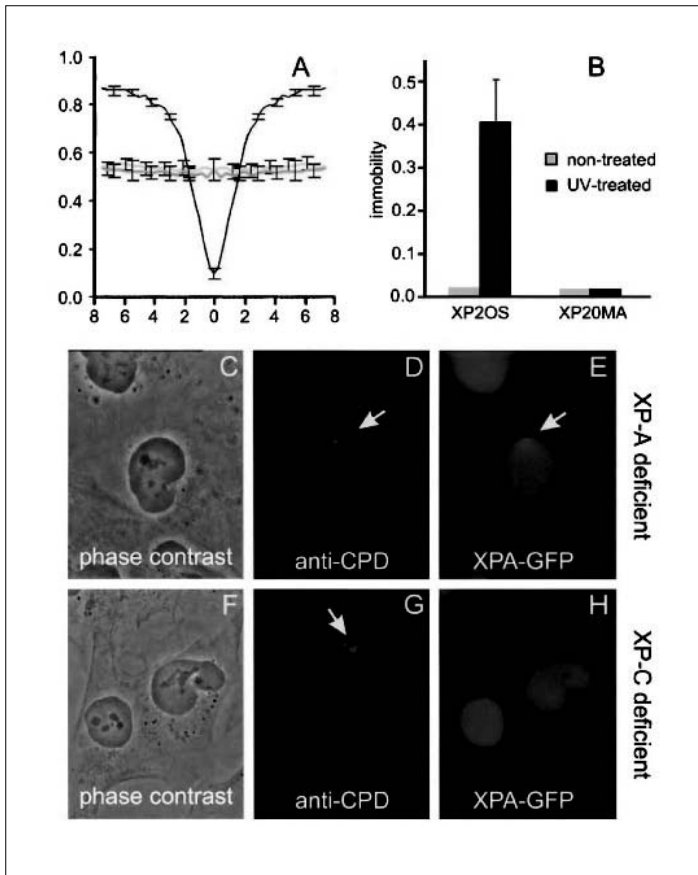 A
1.0
0.8
0.6
0.4
0.2
0.0
8 6 4 2 0 2 4 6 8
B
immobility
0.5
0.4
0.3
0.2
0.1
0.0
non-treated
UV-treated
XP2OS XP20MA
C
phase contrast
D
anti-CPD
E
XPA-GFP
XP-A deficient
F
phase contrast
G
anti-CPD
H
XPA-GFP
XP-C deficient